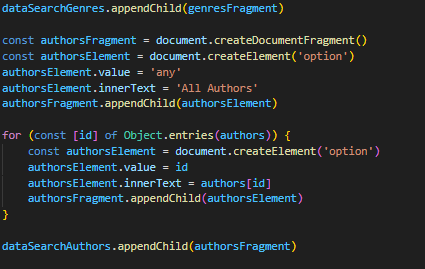 dataSearchGenres.appendChild(genresFragment)
const authorsFragment = document.createDocumentFragment()
const authorsElement = document.createElement('option')
authorsElement.value = 'any'
authorsElement.innerText = 'All Authors'
authorsFragment.appendChild(authorsElement)
for (const [id] of Object.entries(authors)) {
    const authorsElement = document.createElement('option')
    authorsElement.value = id
    authorsElement.innerText = authors[id]
    authorsFragment.appendChild(authorsElement)
}
dataSearchAuthors.appendChild(authorsFragment)